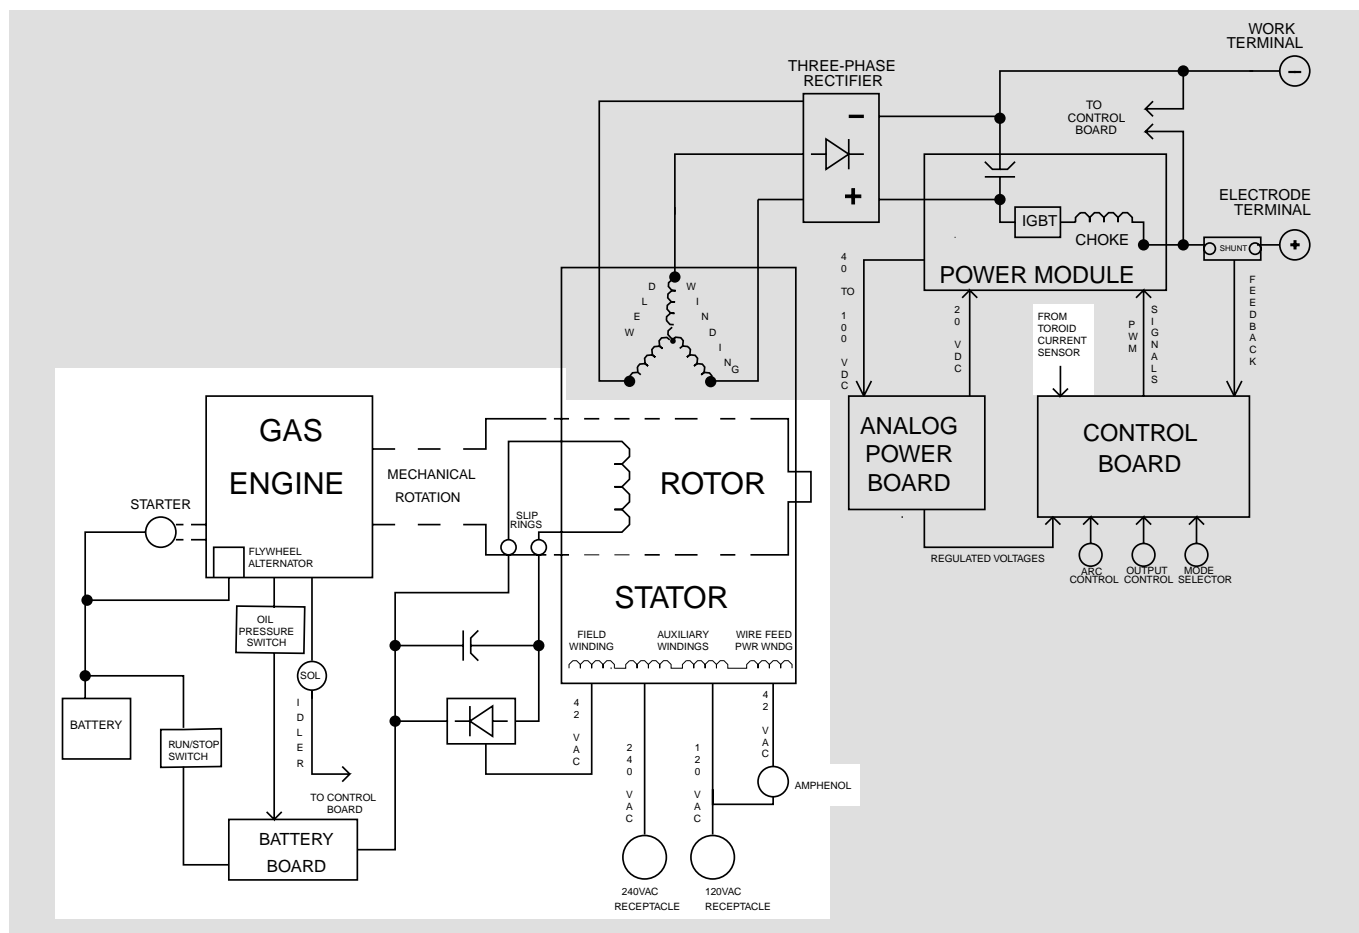 WORK
TERMINAL
−
THREE-PHASE
RECTIFIER
−
+
TO
CONTROL
BOARD
ELECTRODE
TERMINAL
+
IGBT
CHOKE
SHUNT
POWER MODULE
WELD WINDING
40 TO 100 VDC
20 VDC
FROM
TOROID
CURRENT
SENSOR
PWM SIGNALS
FEEDBACK
GAS
ENGINE
MECHANICAL
ROTATION
ROTOR
ANALOG
POWER
BOARD
CONTROL
BOARD
STARTER
SLIP
RINGS
FLYWHEEL
ALTERNATOR
REGULATED VOLTAGES
ARC
CONTROL
OUTPUT
CONTROL
MODE
SELECTOR
STATOR
OIL
PRESSURE
SWITCH
FIELD
WINDING
AUXILIARY
WINDINGS
WIRE FEED
PWR WNDG
SOL
IDLER
BATTERY
RUN/STOP
SWITCH
42 VAC
240 VAC
120 VAC
42 VAC
AMPHENOL
TO CONTROL
BOARD
BATTERY
BOARD
240VAC
RECEPTACLE
120VAC
RECEPTACLE